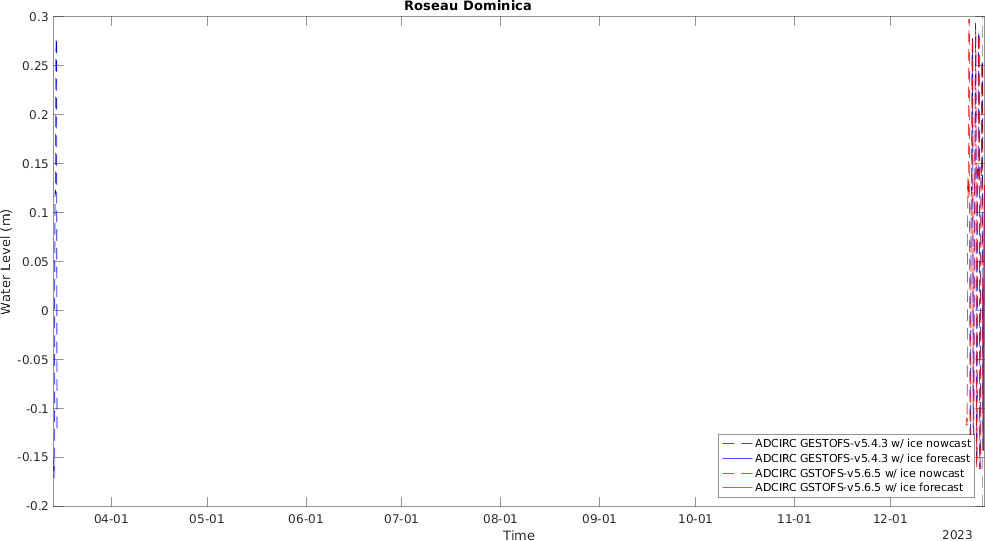 Roseau Dominica
0.3
0.25
0.2
0.15
0.1
0.05
0
-0.05
-0.1
-0.15
-0.2
Water Level (m)
ADCIRC GESTOFS-v5.4.3 w/ ice nowcast
ADCIRC GESTOFS-v5.4.3 w/ ice forecast
ADCIRC GSTOFS-v5.6.5 w/ ice nowcast
ADCIRC GSTOFS-v5.6.5 w/ ice forecast
04-01 05-01 06-01 07-01 08-01 09-01 10-01 11-01 12-01
Time
2023